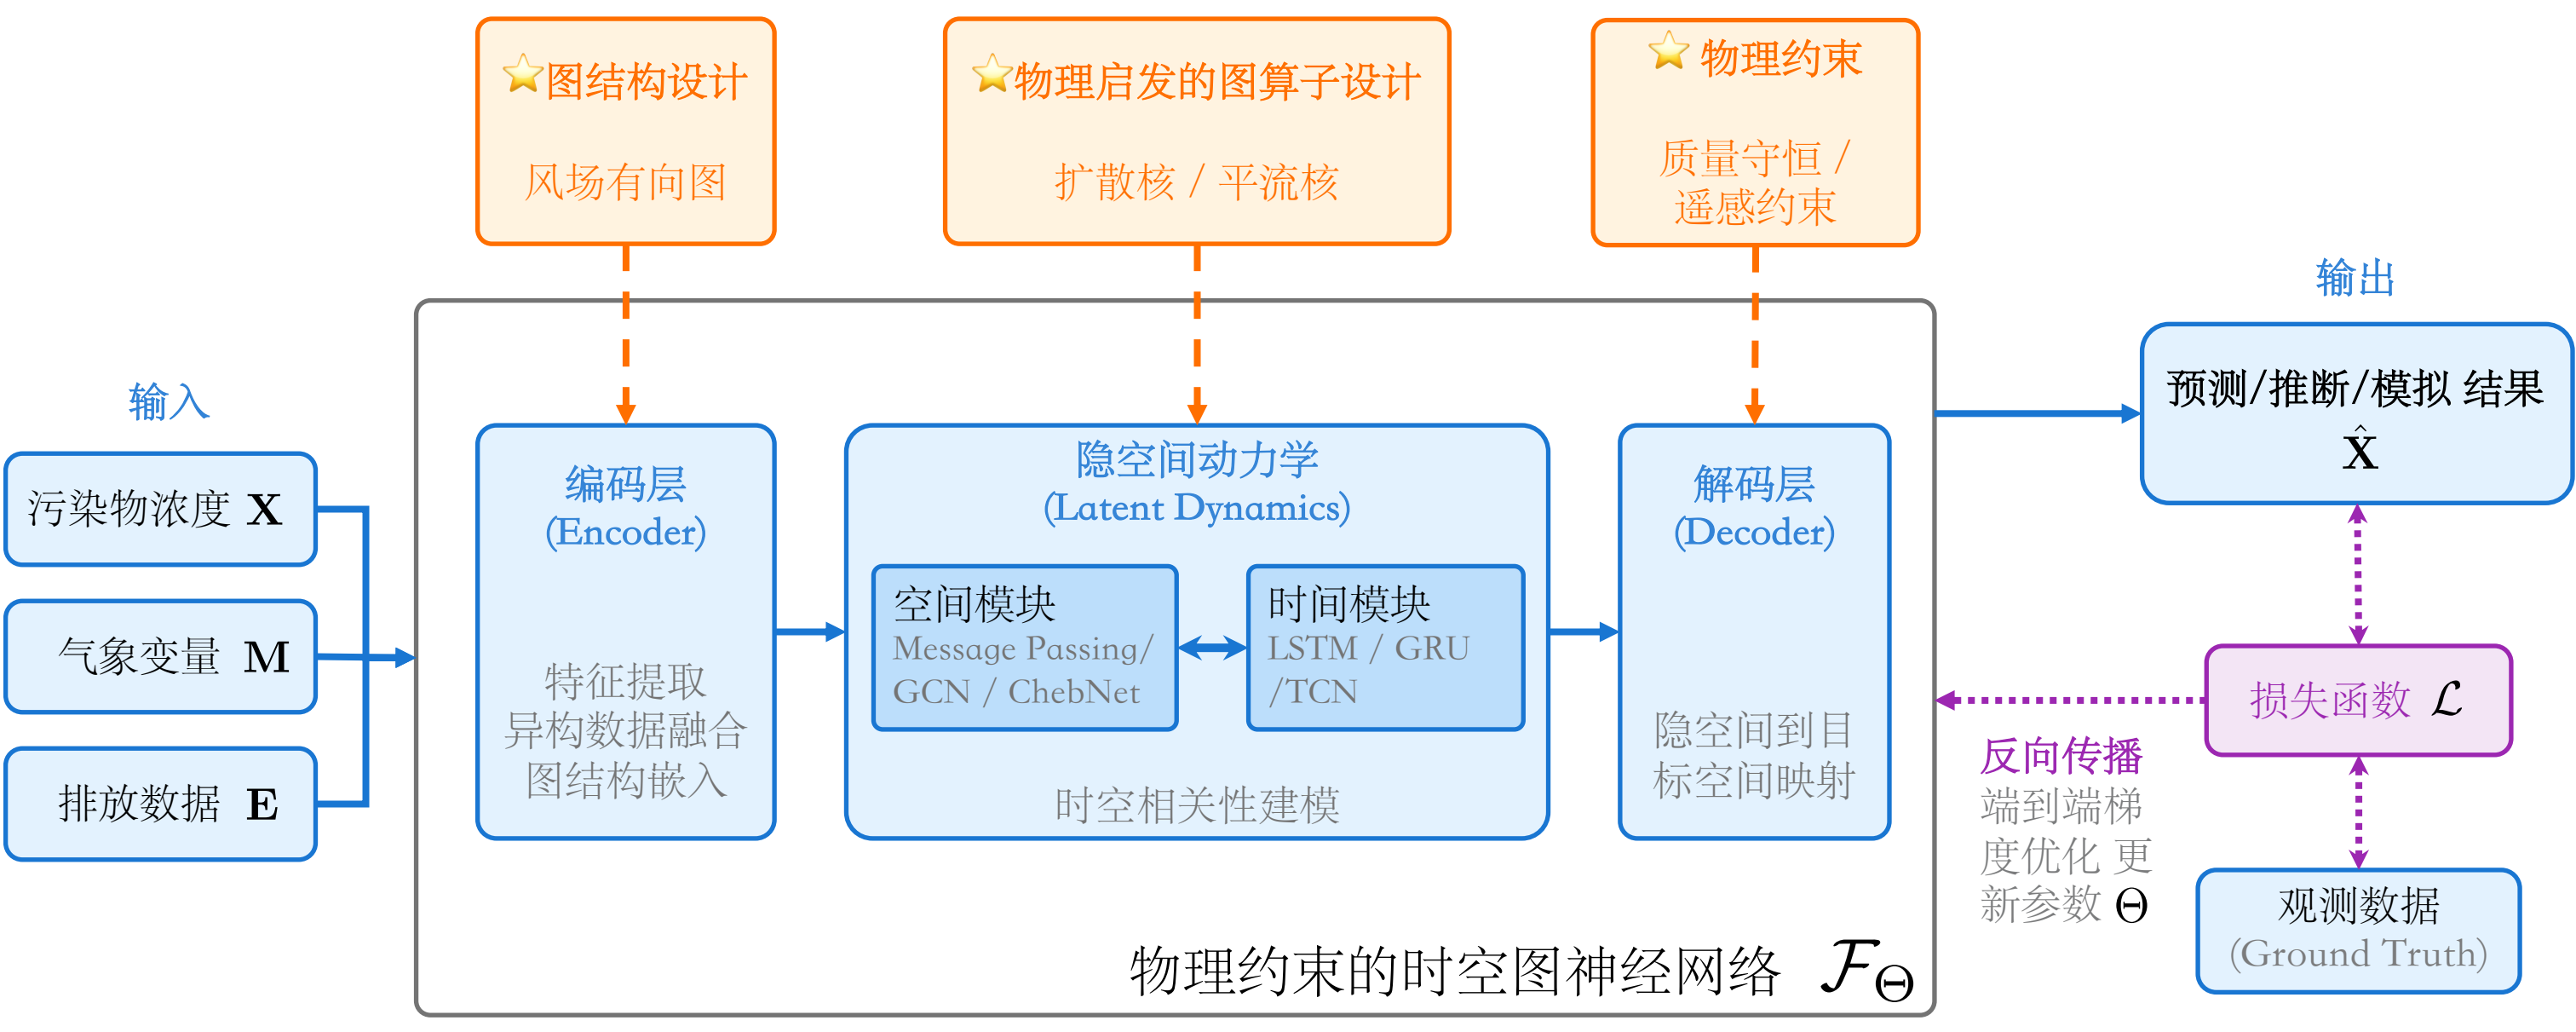 ⭐图结构设计
风场有向图
⭐物理启发的图算子设计
扩散核 / 平流核
⭐ 物理约束
质量守恒 /
遥感约束
输入
污染物浓度 X
气象变量 M
排放数据 E
编码层
(Encoder)
特征提取
异构数据融合
图结构嵌入
隐空间动力学
(Latent Dynamics)
空间模块
Message Passing/
GCN / ChebNet
时间模块
LSTM / GRU
/TCN
时空相关性建模
解码层
(Decoder)
隐空间到目
标空间映射
物理约束的时空图神经网络 𝓕_Θ
输出
预测/推断/模拟 结果
X̂
损失函数 ℒ
反向传播
端到端梯
度优化 更
新参数 Θ
观测数据
(Ground Truth)